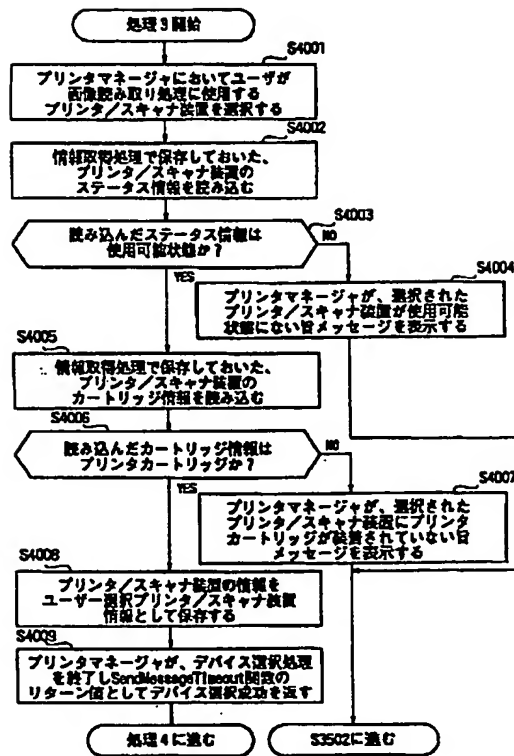 処理3開始
S4001
プリンタマネージャにおいてユーザが
画像読み取り処理に使用する
プリンタ/スキャナ装置を選択する
S4002
情報取得処理で保存しておいた、
プリンタ/スキャナ装置の
ステータス情報を読み込む
S4003
読み込んだステータス情報は
使用可能状態か?
NO
YES
S4004
プリンタマネージャが、選択された
プリンタ/スキャナ装置が使用可能
状態にない旨メッセージを表示する
S4005
情報取得処理で保存しておいた、
プリンタ/スキャナ装置の
カートリッジ情報を読み込む
S4006
読み込んだカートリッジ情報は
プリンタカートリッジか?
NO
YES
S4007
プリンタマネージャが、選択された
プリンタ/スキャナ装置にプリンタ
カートリッジが装着されていない旨
メッセージを表示する
S4008
プリンタ/スキャナ装置の情報を
ユーザー選択プリンタ/スキャナ装置
情報として保存する
S4009
プリンタマネージャが、デバイス選択処理
を終了しSendMessageTimeout関数の
リターン値としてデバイス選択成功を返す
処理4に進む
S3502に進む